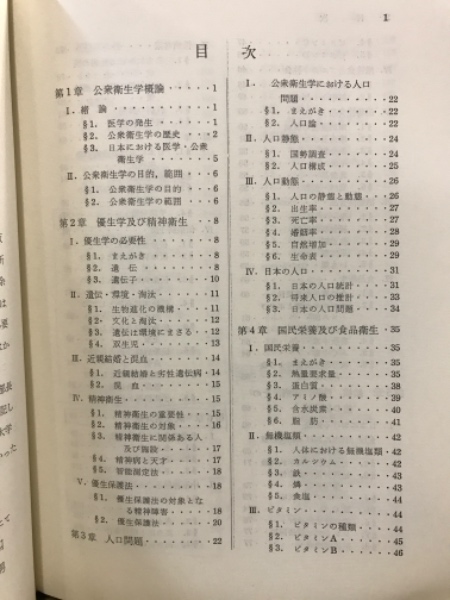 1
目 次
第1章 公衆衛生学概論・・・・・1
Ⅰ. 緒 論・・・・・・・・・・1
§1. 医学の発生・・・・・・・1
§2. 公衆衛生学の歴史・・・・2
§3. 日本における医学・公衆
衛生学・・・・・・・・5
Ⅱ. 公衆衛生学の目的, 範囲・・・6
§1. 公衆衛生学の目的・・・・6
§2. 公衆衛生学の範囲・・・・6
第2章 優生学及び精神衛生・・8
Ⅰ. 優生学の必要性・・・・・・・8
§1. まえがき・・・・・・・・8
§2. 遺 伝・・・・・・・・・8
§3. 遺伝子・・・・・・・・・10
Ⅱ. 遺伝・環境・淘汰・・・・・・11
§1. 生物進化の機構・・・・・11
§2. 文化と淘汰・・・・・・・12
§3. 遺伝は環境にまさる・・・12
§4. 双生児・・・・・・・・・13
Ⅲ. 近親結婚と混血・・・・・・・14
§1. 近親結婚と劣性遺伝病・・14
§2. 混 血・・・・・・・・・15
Ⅳ. 精神衛生・・・・・・・・・・15
§1. 精神衛生の重要性・・・・15
§2. 精神衛生の対象・・・・・16
§3. 精神衛生に関係ある人
及び施設・・・・・・・17
§4. 精神病と天才・・・・・・17
§5. 智能測定法・・・・・・・18
Ⅴ. 優生保護法・・・・・・・・・18
§1. 優生保護法の対象とな
る精神障害・・・・・・18
§2. 優生保護法・・・・・・・20
第3章 人口問題・・・・・・・22
Ⅰ. 公衆衛生学における人口
問題・・・・・・・・・・22
§1. まえがき・・・・・・・・22
§2. 人口論・・・・・・・・・22
Ⅱ. 人口静態・・・・・・・・・・24
§1. 国勢調査・・・・・・・・24
§2. 人口構成・・・・・・・・25
Ⅲ. 人口動態・・・・・・・・・・26
§1. 人口の静態と動態・・・・26
§2. 出生率・・・・・・・・・26
§3. 死亡率・・・・・・・・・27
§4. 婚姻率・・・・・・・・・28
§5. 自然増加・・・・・・・・29
§6. 生命表・・・・・・・・・29
Ⅳ. 日本の人口・・・・・・・・・31
§1. 日本の人口統計・・・・・31
§2. 将来人口の推計・・・・・33
§3. 日本の人口問題・・・・・34
第4章 国民栄養及び食品衛生・35
Ⅰ. 国民栄養・・・・・・・・・・35
§1. まえがき・・・・・・・・35
§2. 熱量要求量・・・・・・・35
§3. 蛋白質・・・・・・・・・38
§4. アミノ酸・・・・・・・・39
§5. 含水炭素・・・・・・・・40
§6. 脂 肪・・・・・・・・・42
Ⅱ. 無機塩類・・・・・・・・・・42
§1. 人体における無機塩類・・42
§2. カルシウム・・・・・・・42
§3. 鉄・・・・・・・・・・・44
§4. 燐・・・・・・・・・・・44
§5. 食塩・・・・・・・・・・44
Ⅲ. ビタミン・・・・・・・・・・44
§1. ビタミンの種類・・・・・44
§2. ビタミンA・・・・・・・45
§3. ビタミンB・・・・・・・46